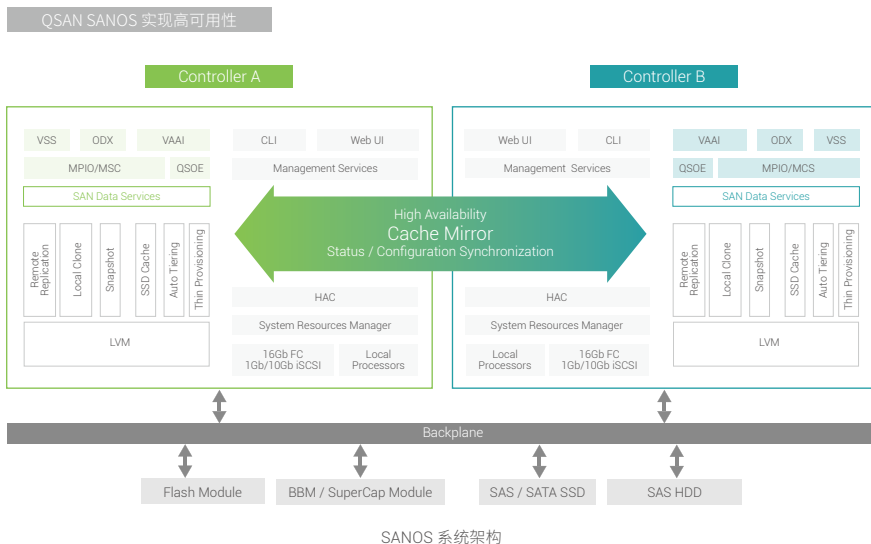 QSAN SANOS 实现高可用性
Controller A
Controller B
VSS
ODX
VAAI
CLI
Web UI
MPIO/MSC
QSOE
Management Services
SAN Data Services
Web UI
CLI
VAAI
ODX
VSS
Management Services
QSOE
MPIO/MCS
SAN Data Services
High Availability
Cache Mirror
Status / Configuration Synchronization
Remote
Replication
Local Clone
Snapshot
SSD Cache
Auto Tiering
Thin Provisioning
LVM
HAC
System Resources Manager
16Gb FC
1Gb/10Gb iSCSI
Local
Processors
HAC
System Resources Manager
Local
Processors
16Gb FC
1Gb/10Gb iSCSI
Remote
Replication
Local Clone
Snapshot
SSD Cache
Auto Tiering
Thin Provisioning
LVM
Backplane
Flash Module
BBM / SuperCap Module
SAS / SATA SSD
SAS HDD
SANOS 系统架构